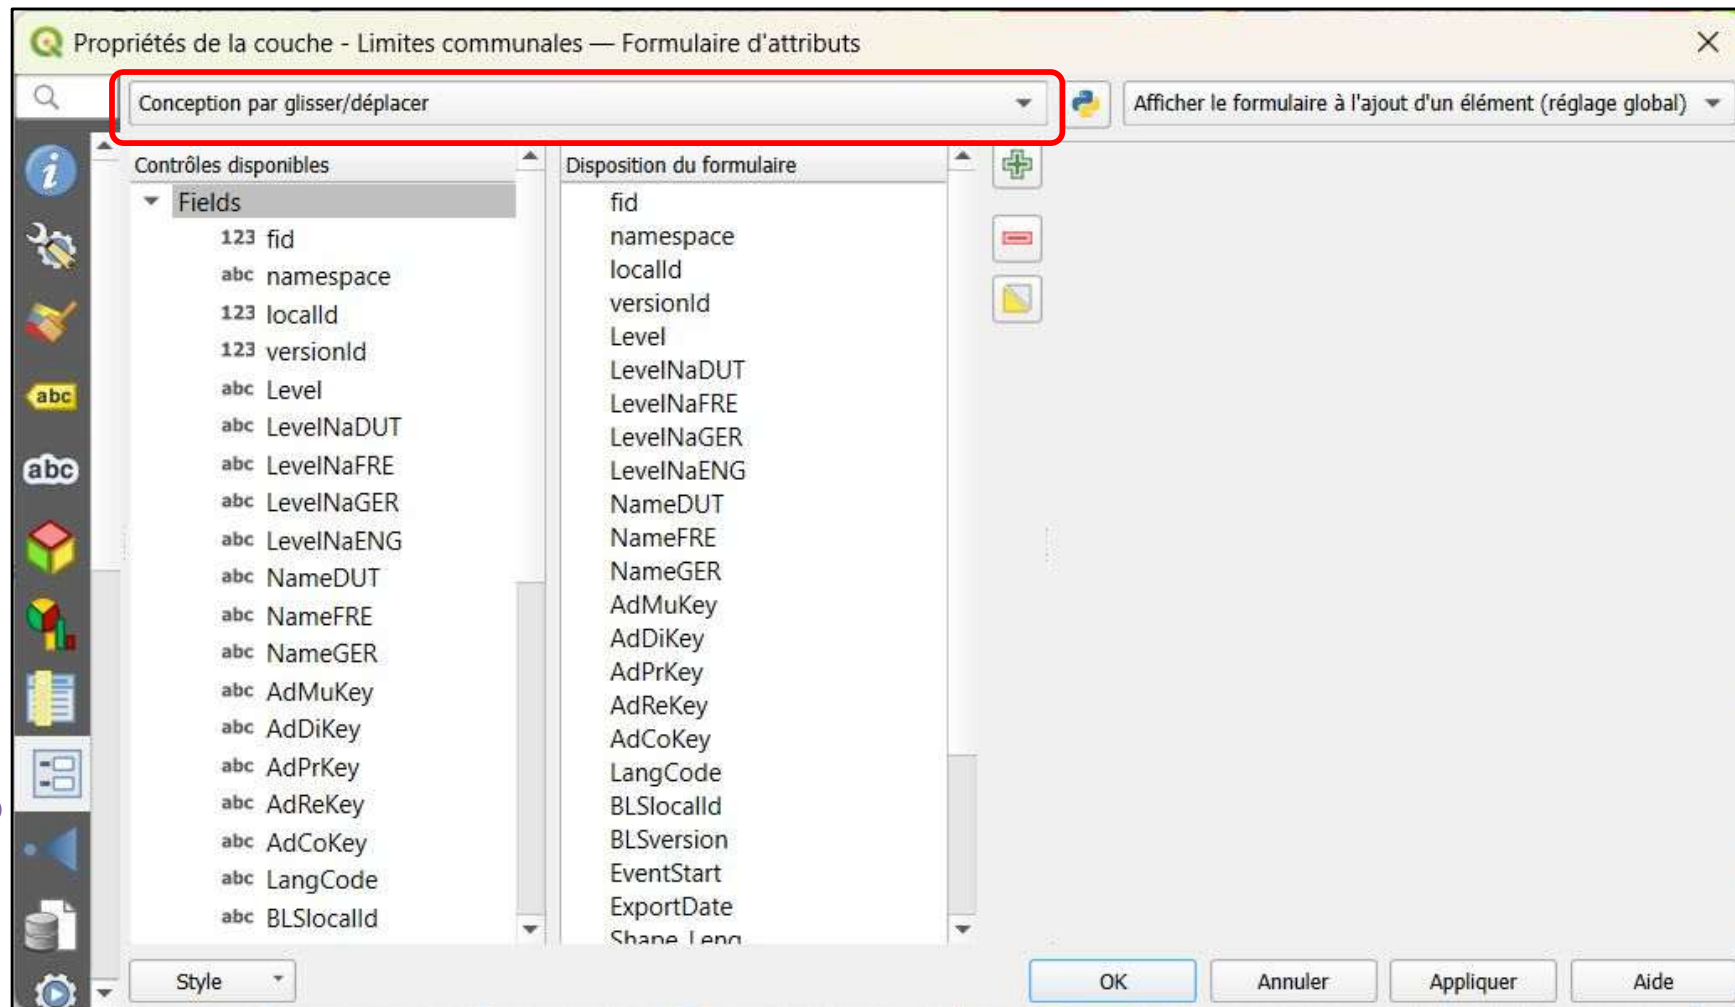 Propriétés de la couche - Limites communales — Formulaire d'attributs
Conception par glisser/déplacer
Afficher le formulaire à l'ajout d'un élément (réglage global)
Contrôles disponibles
Fields
123 fid
abc namespace
123 localId
123 versionId
abc Level
abc LevelNaDUT
abc LevelNaFRE
abc LevelNaGER
abc LevelNaENG
abc NameDUT
abc NameFRE
abc NameGER
abc AdMuKey
abc AdDiKey
abc AdPrKey
abc AdReKey
abc AdCoKey
abc LangCode
abc BLSlocalId
Disposition du formulaire
fid
namespace
localId
versionId
Level
LevelNaDUT
LevelNaFRE
LevelNaGER
LevelNaENG
NameDUT
NameFRE
NameGER
AdMuKey
AdDiKey
AdPrKey
AdReKey
AdCoKey
LangCode
BLSlocalId
BLSversion
EventStart
ExportDate
Shape_Leng
abc
abc
Style
OK
Annuler
Appliquer
Aide